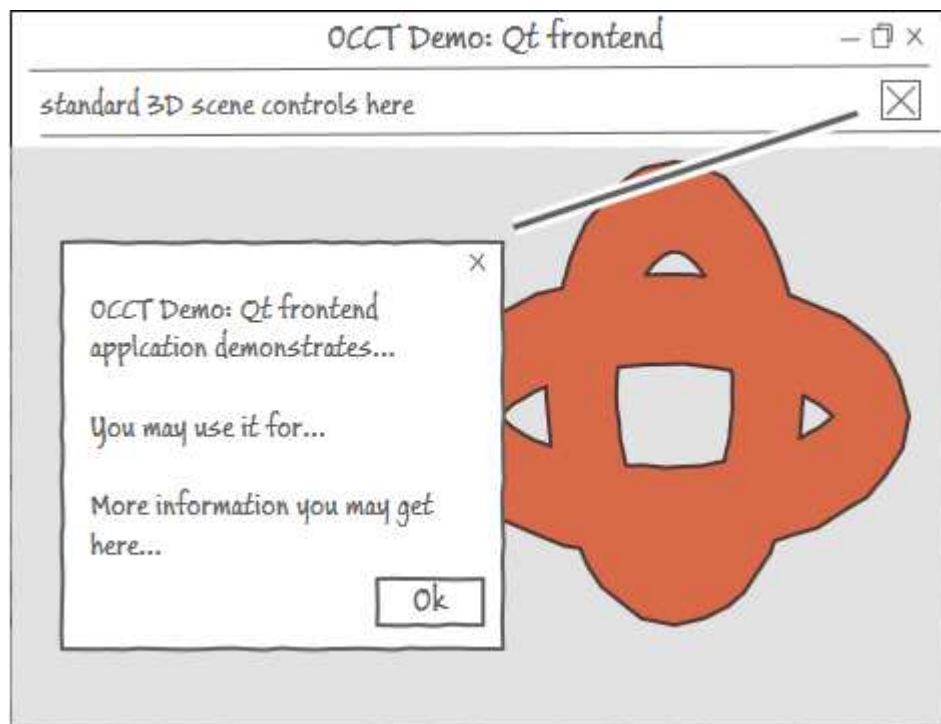 OCCT Demo: Qt frontend
standard 3D scene controls here
OCCT Demo: Qt frontend
applcation demonstrates...
You may use it for...
More information you may get
here...
Ok